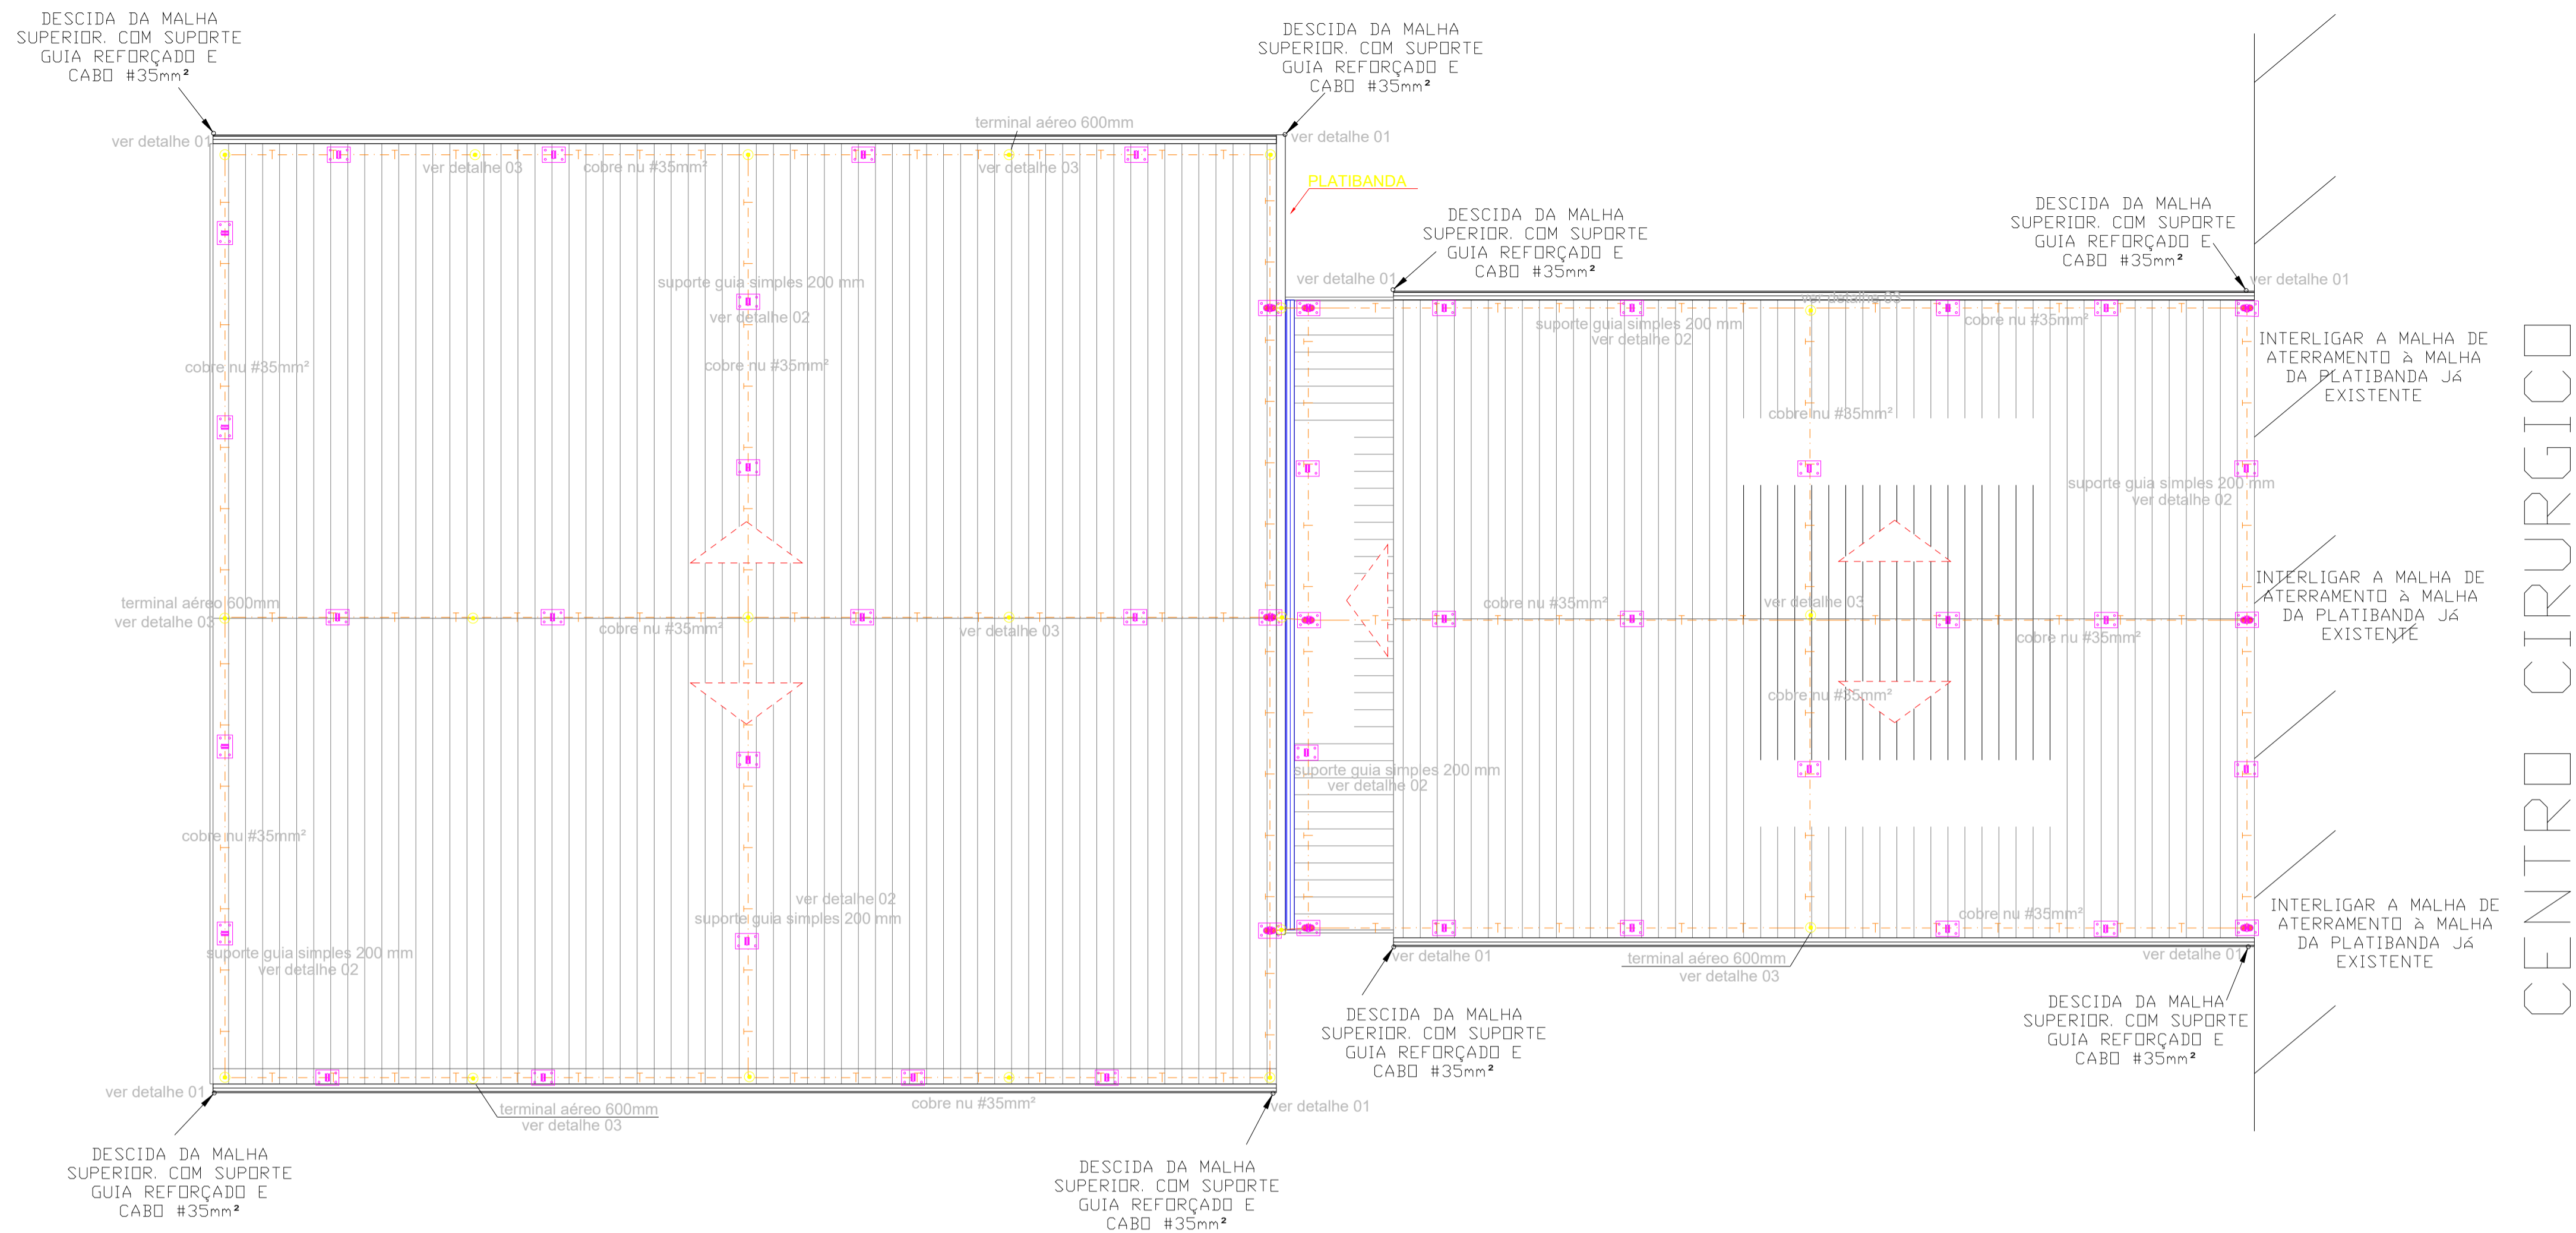 DESCIDA DA MALHA
SUPERIOR. COM SUPORTE
GUIA REFORÇADO E
CABO #35mm²
DESCIDA DA MALHA
SUPERIOR. COM SUPORTE
GUIA REFORÇADO E
CABO #35mm²
terminal aéreo 600mm
ver detalhe 01
ver detalhe 01
ver detalhe 03
cobre nu #35mm²
ver detalhe 03
PLATIBANDA
DESCIDA DA MALHA
SUPERIOR. COM SUPORTE
GUIA REFORÇADO E
CABO #35mm²
DESCIDA DA MALHA
SUPERIOR. COM SUPORTE
GUIA REFORÇADO E
CABO #35mm²
ver detalhe 01
ver detalhe 01
suporte guia simples 200 mm
ver detalhe 02
ver detalhe 03
cobre nu #35mm²
suporte guia simples 200 mm
ver detalhe 02
cobre nu #35mm²
cobre nu #35mm²
INTERLIGAR A MALHA DE
ATERRAMENTO À MALHA
DA PLATIBANDA JÁ
EXISTENTE
cobre nu #35mm²
suporte guia simples 200 mm
ver detalhe 02
terminal aéreo 600mm
ver detalhe 03
cobre nu #35mm²
ver detalhe 03
cobre nu #35mm²
ver detalhe 03
cobre nu #35mm²
INTERLIGAR A MALHA DE
ATERRAMENTO À MALHA
DA PLATIBANDA JÁ
EXISTENTE
cobre nu #35mm²
suporte guia simples 200 mm
ver detalhe 02
cobre nu #35mm²
ver detalhe 02
suporte guia simples 200 mm
cobre nu #35mm²
INTERLIGAR A MALHA DE
ATERRAMENTO À MALHA
DA PLATIBANDA JÁ
EXISTENTE
suporte guia simples 200 mm
ver detalhe 02
ver detalhe 01
terminal aéreo 600mm
ver detalhe 03
ver detalhe 01
DESCIDA DA MALHA
SUPERIOR. COM SUPORTE
GUIA REFORÇADO E
CABO #35mm²
DESCIDA DA MALHA
SUPERIOR. COM SUPORTE
GUIA REFORÇADO E
CABO #35mm²
ver detalhe 01
terminal aéreo 600mm
ver detalhe 03
cobre nu #35mm²
ver detalhe 01
DESCIDA DA MALHA
SUPERIOR. COM SUPORTE
GUIA REFORÇADO E
CABO #35mm²
DESCIDA DA MALHA
SUPERIOR. COM SUPORTE
GUIA REFORÇADO E
CABO #35mm²
CENTRO CIRURGICO